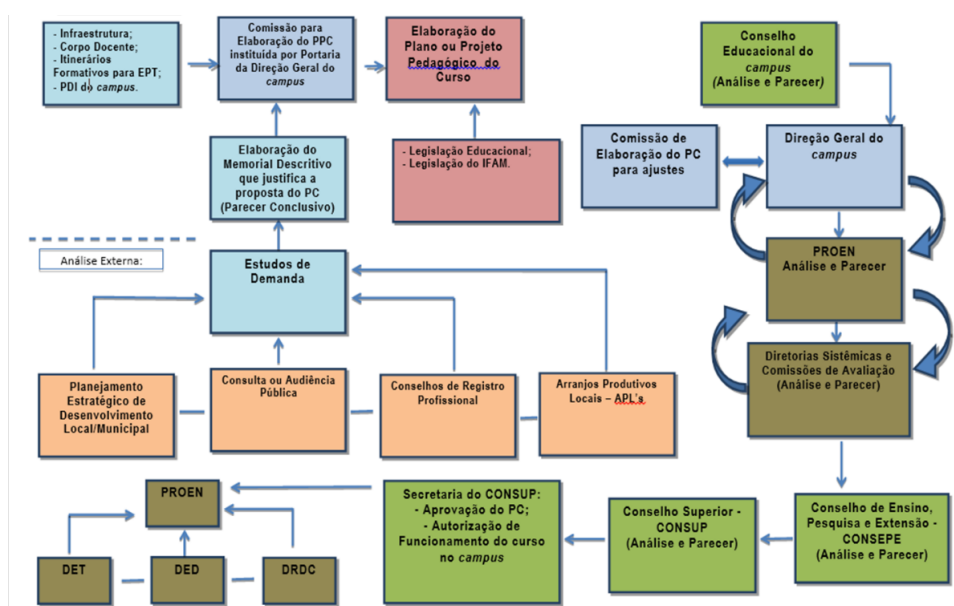 - Infraestrutura;
- Corpo Docente;
- Itinerários
Formativos para EPT;
- PDI do campus.
Comissão para
Elaboração do PPC
instituída por Portaria
da Direção Geral do
campus
Elaboração do
Plano ou Projeto
Pedagógico do
Curso
Conselho
Educacional do
campus
(Análise e Parecer)
Elaboração do
Memorial Descritivo
que justifica a
proposta do PC
(Parecer Conclusivo)
- Legislação Educacional;
- Legislação do IFAM.
Comissão de
Elaboração do PC
para ajustes
Direção Geral do
campus
Análise Externa:
Estudos de
Demanda
PROEN
Análise e Parecer
Diretorias Sistêmicas e
Comissões de Avaliação
(Análise e Parecer)
Planejamento
Estratégico de
Desenvolvimento
Local/Municipal
Consulta ou Audiência
Pública
Conselhos de Registro
Profissional
Arranjos Produtivos
Locais – APL's.
PROEN
DET
DED
DRDC
Secretaria do CONSUP:
- Aprovação do PC;
- Autorização de
Funcionamento do curso
no campus
Conselho Superior -
CONSUP
(Análise e Parecer)
Conselho de Ensino,
Pesquisa e Extensão -
CONSEPE
(Análise e Parecer)